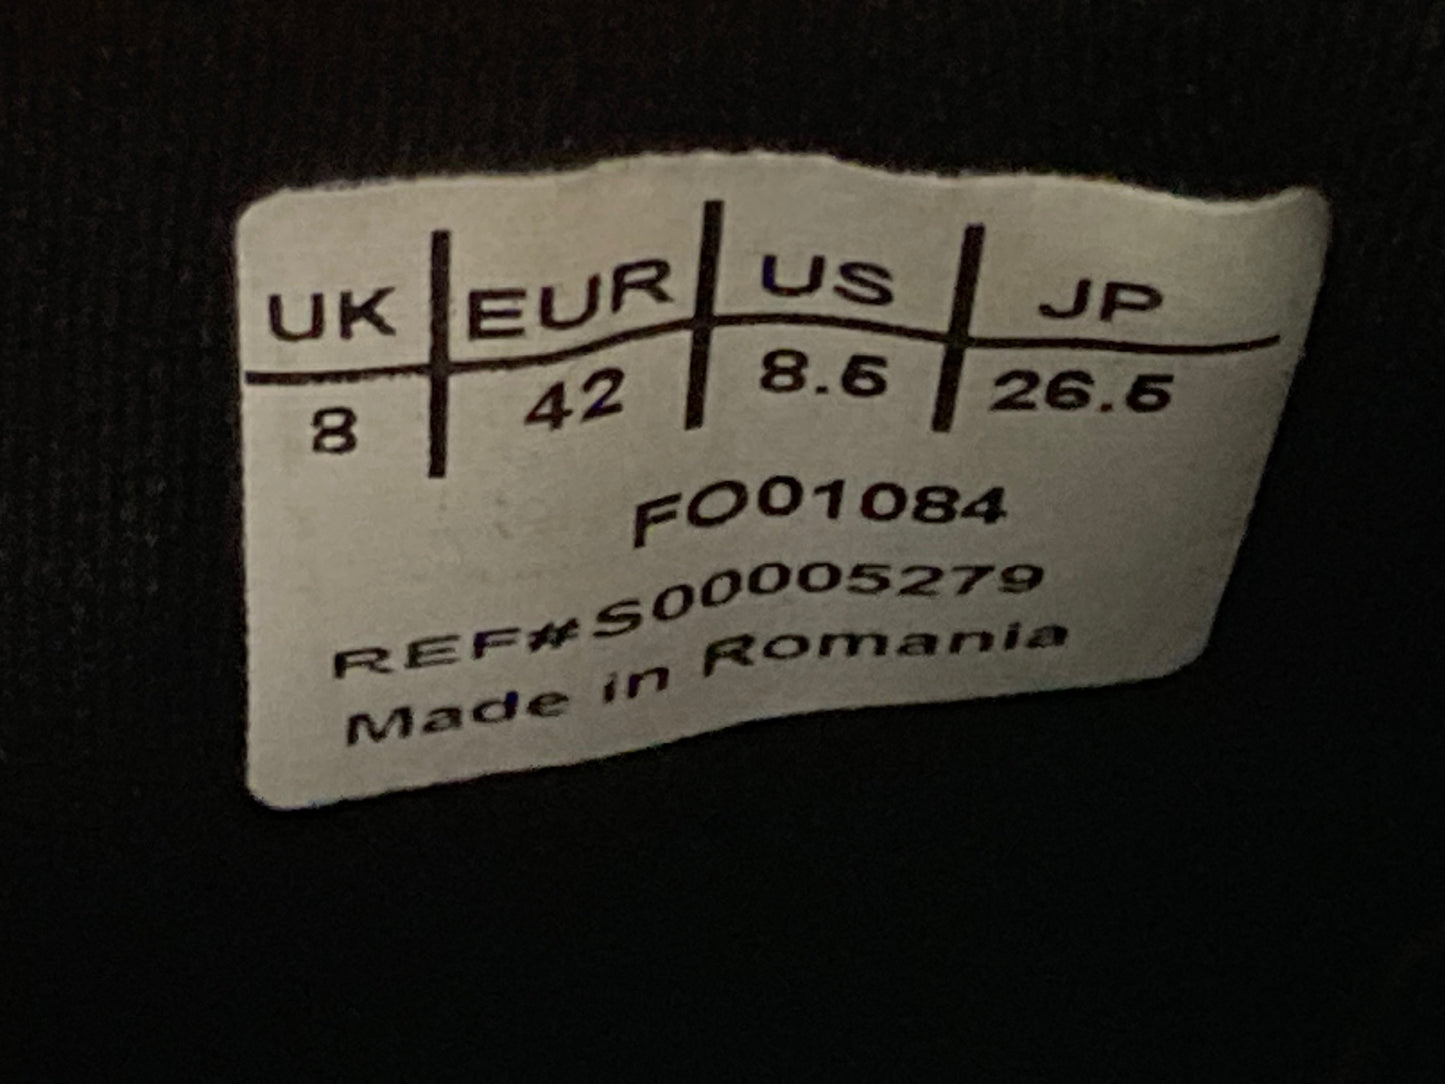 UK EUR US JP
8 42 8.5 26.5
FO01084
REF#S00005279
Made in Romania